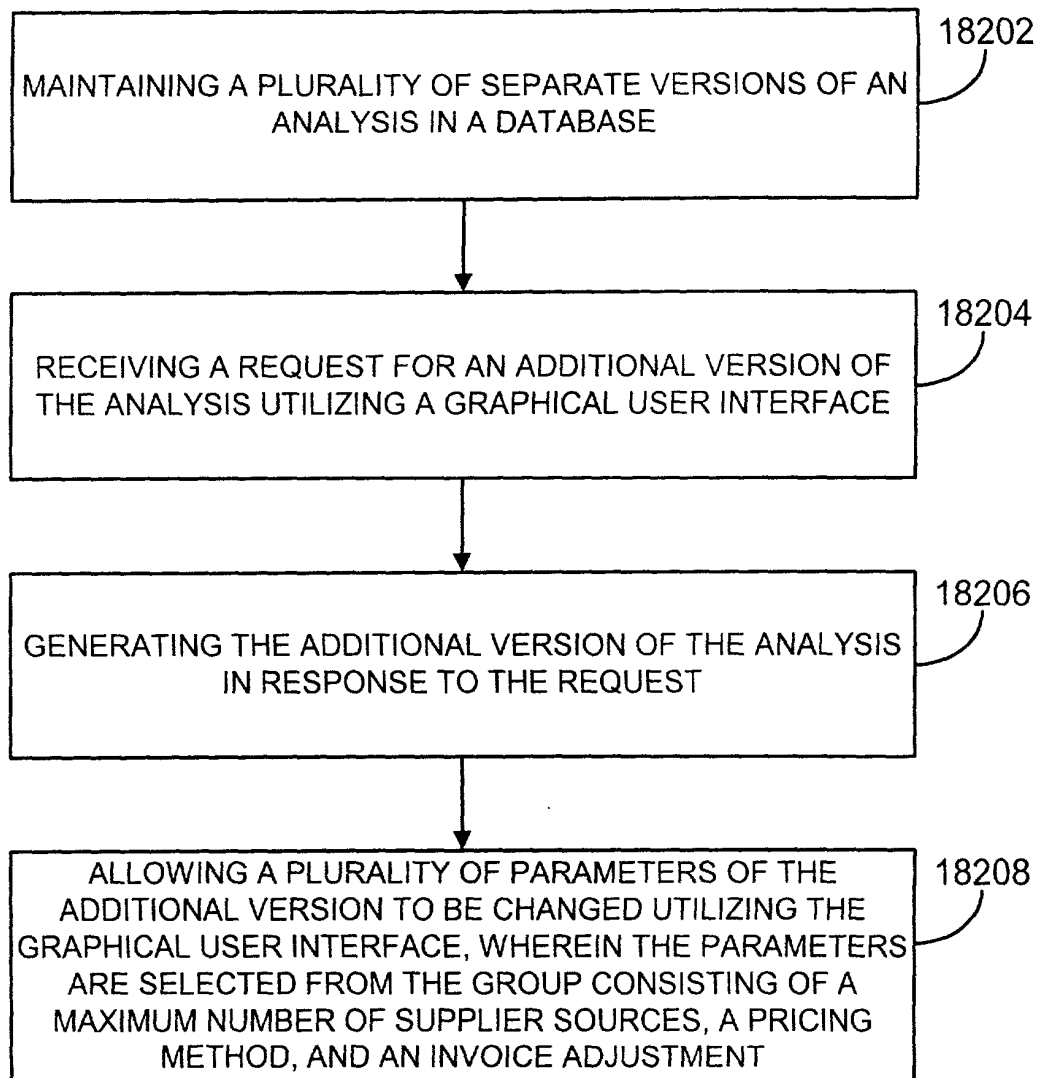 18202
MAINTAINING A PLURALITY OF SEPARATE VERSIONS OF AN
ANALYSIS IN A DATABASE
18204
RECEIVING A REQUEST FOR AN ADDITIONAL VERSION OF
THE ANALYSIS UTILIZING A GRAPHICAL USER INTERFACE
18206
GENERATING THE ADDITIONAL VERSION OF THE ANALYSIS
IN RESPONSE TO THE REQUEST
18208
ALLOWING A PLURALITY OF PARAMETERS OF THE
ADDITIONAL VERSION TO BE CHANGED UTILIZING THE
GRAPHICAL USER INTERFACE, WHEREIN THE PARAMETERS
ARE SELECTED FROM THE GROUP CONSISTING OF A
MAXIMUM NUMBER OF SUPPLIER SOURCES, A PRICING
METHOD, AND AN INVOICE ADJUSTMENT